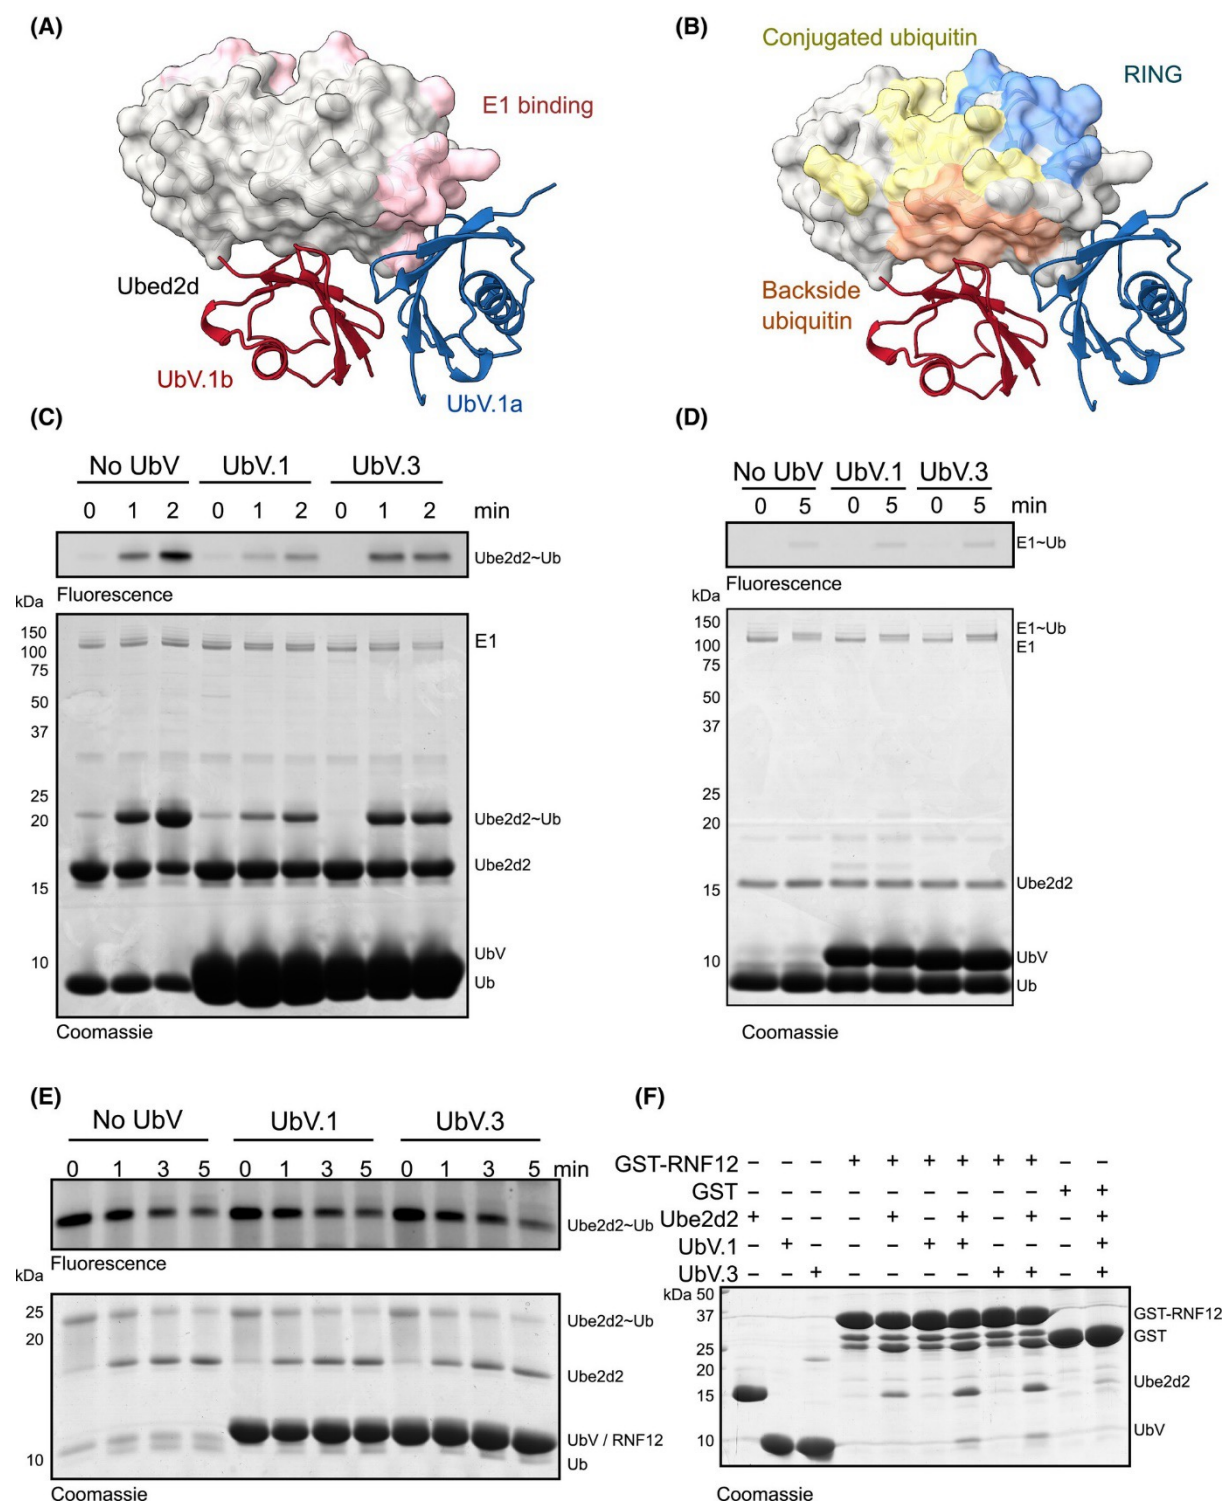 (A)
E1 binding
Ubed2d
UbV.1b
UbV.1a
(B)
Conjugated ubiquitin
RING
Backside
ubiquitin
(C)
No UbV UbV.1 UbV.3
0 1 2 0 1 2 0 1 2 min
Ube2d2~Ub
Fluorescence
kDa
150
100
75
50
37
25
20
15
10
E1
Ube2d2~Ub
Ube2d2
UbV
Ub
Coomassie
(D)
No UbV UbV.1 UbV.3
0 5 0 5 0 5 min
E1~Ub
Fluorescence
kDa
150
100
75
50
37
25
20
15
10
E1~Ub
E1
Ube2d2
UbV
Ub
Coomassie
(E)
No UbV UbV.1 UbV.3
0 1 3 5 0 1 3 5 0 1 3 5 min
Ube2d2~Ub
Fluorescence
kDa
25
20
10
Ube2d2~Ub
Ube2d2
UbV / RNF12
Ub
Coomassie
(F)
GST-RNF12 – – – + + + + + + – –
GST – – – – – – – – – + +
Ube2d2 + – – – + – + – + – +
UbV.1 – + – – – + + – – – +
UbV.3 – – + – – – – + + – +
kDa 50
37
25
20
15
10
GST-RNF12
GST
Ube2d2
UbV
Coomassie